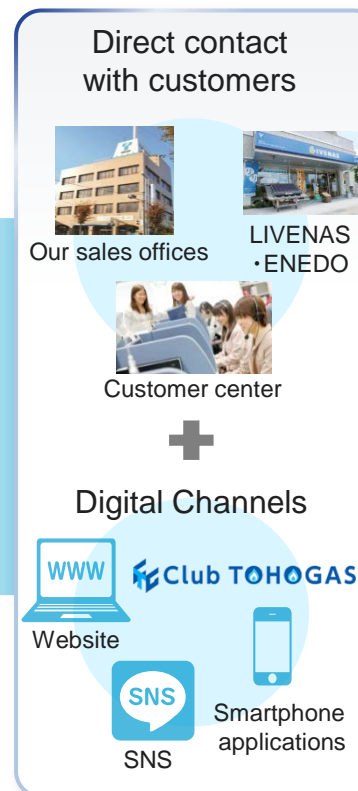 Direct contact
with customers
LIVENAS
Our sales offices
LIVENAS
・ENEDO
Customer center
Digital Channels
WWW
Club TOHOGAS
Website
SNS
Smartphone
applications
SNS